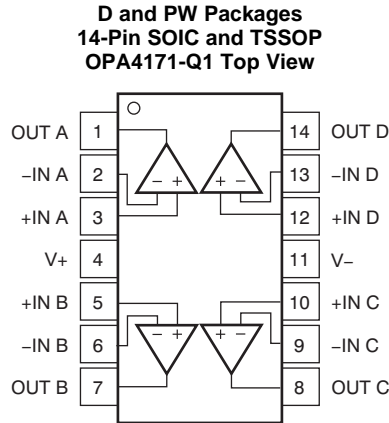 D and PW Packages
14-Pin SOIC and TSSOP
OPA4171-Q1 Top View
OUT A 1 14 OUT D
−IN A 2 13 −IN D
− + + −
+IN A 3 12 +IN D
V+ 4 11 V−
+IN B 5 10 +IN C
− + + −
−IN B 6 9 −IN C
OUT B 7 8 OUT C